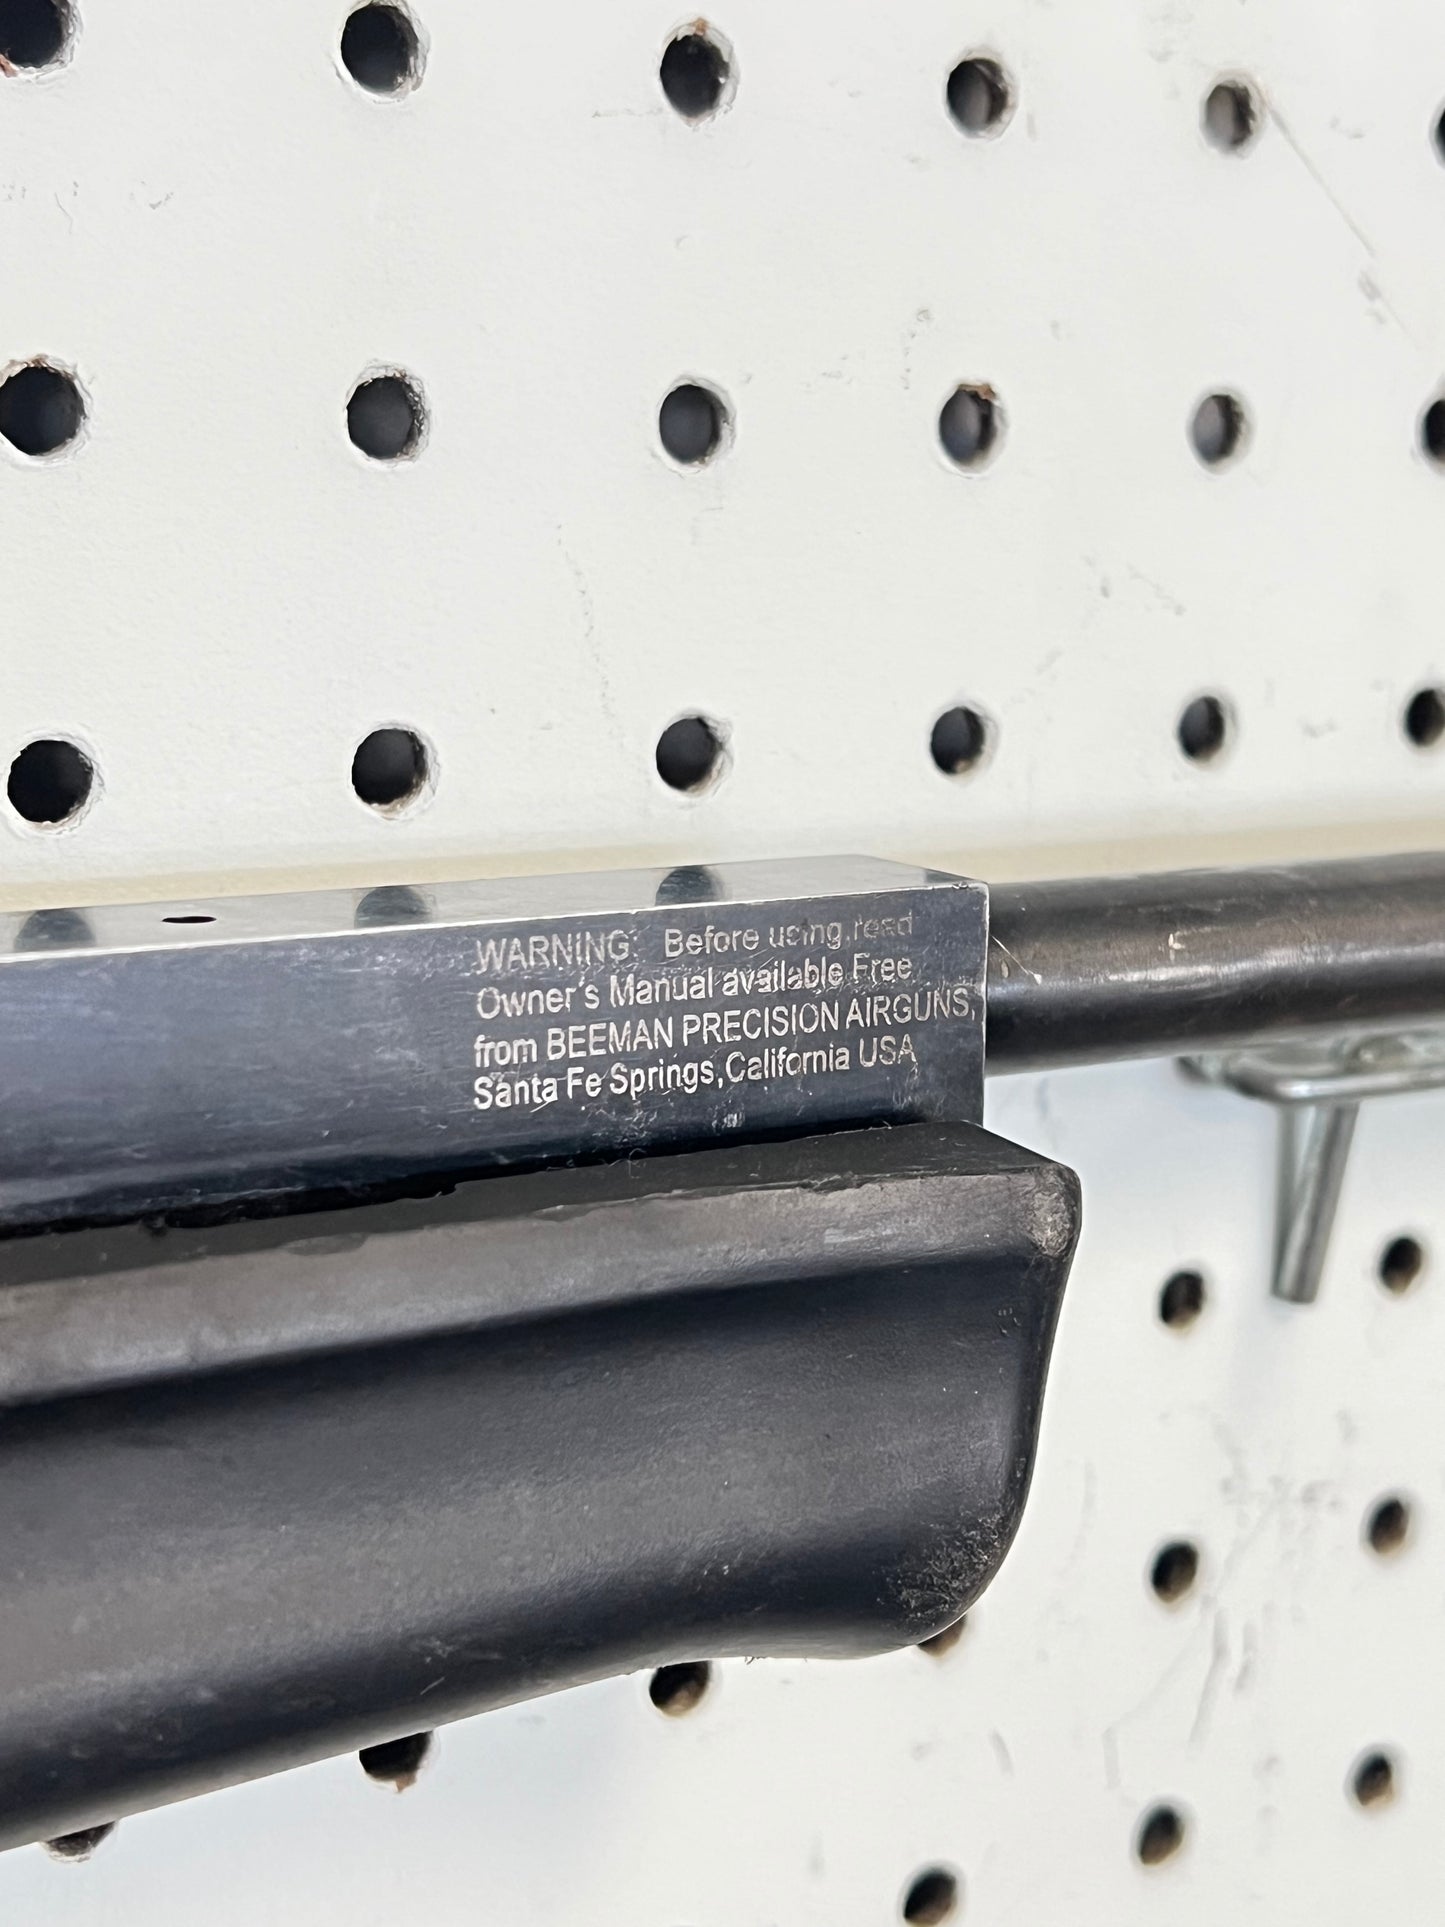 WARNING: Before using, read
Owner's Manual available Free
from BEEMAN PRECISION AIRGUNS,
Santa Fe Springs, California USA